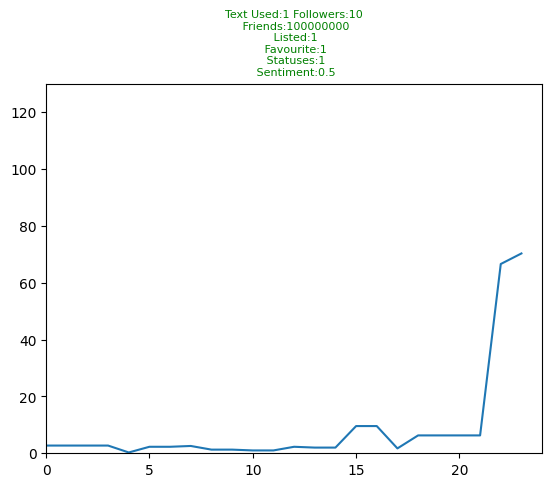 Text Used:1 Followers:10
Friends:100000000
Listed:1
Favourite:1
Statuses:1
Sentiment:0.5
120
100
80
60
40
20
0
0 5 10 15 20